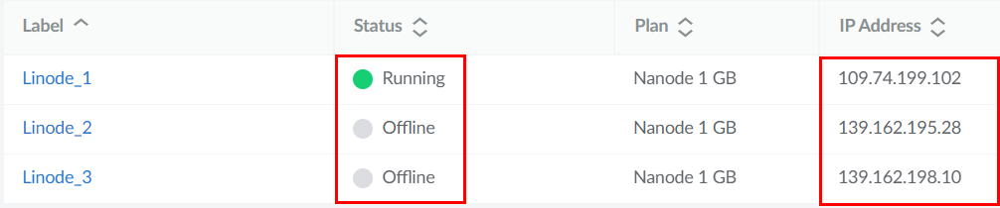 Label Status Plan IP Address
Linode_1 Running Nanode 1 GB 109.74.199.102
Linode_2 Offline Nanode 1 GB 139.162.195.28
Linode_3 Offline Nanode 1 GB 139.162.198.10